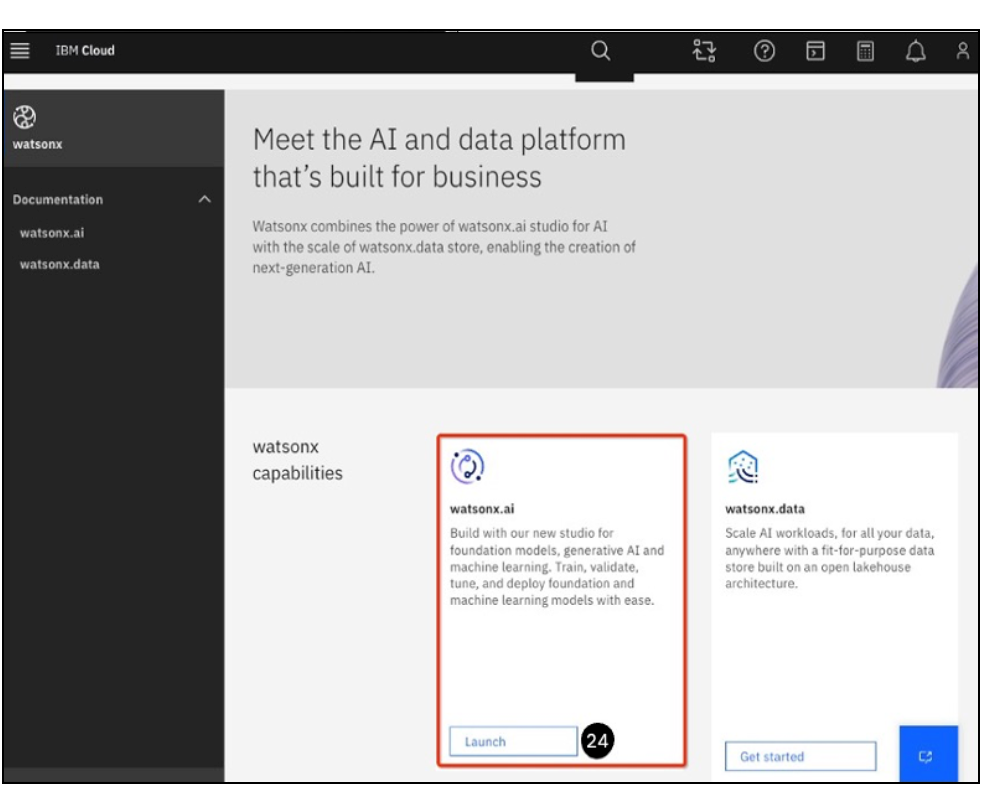 IBM Cloud
watsonx
Documentation
watsonx.ai
watsonx.data
Meet the AI and data platform
that's built for business
Watsonx combines the power of watsonx.ai studio for AI
with the scale of watsonx.data store, enabling the creation of
next-generation AI.
watsonx
capabilities
watsonx.ai
Build with our new studio for
foundation models, generative AI and
machine learning. Train, validate,
tune, and deploy foundation and
machine learning models with ease.
Launch
24
watsonx.data
Scale AI workloads, for all your data,
anywhere with a fit-for-purpose data
store built on an open lakehouse
architecture.
Get started